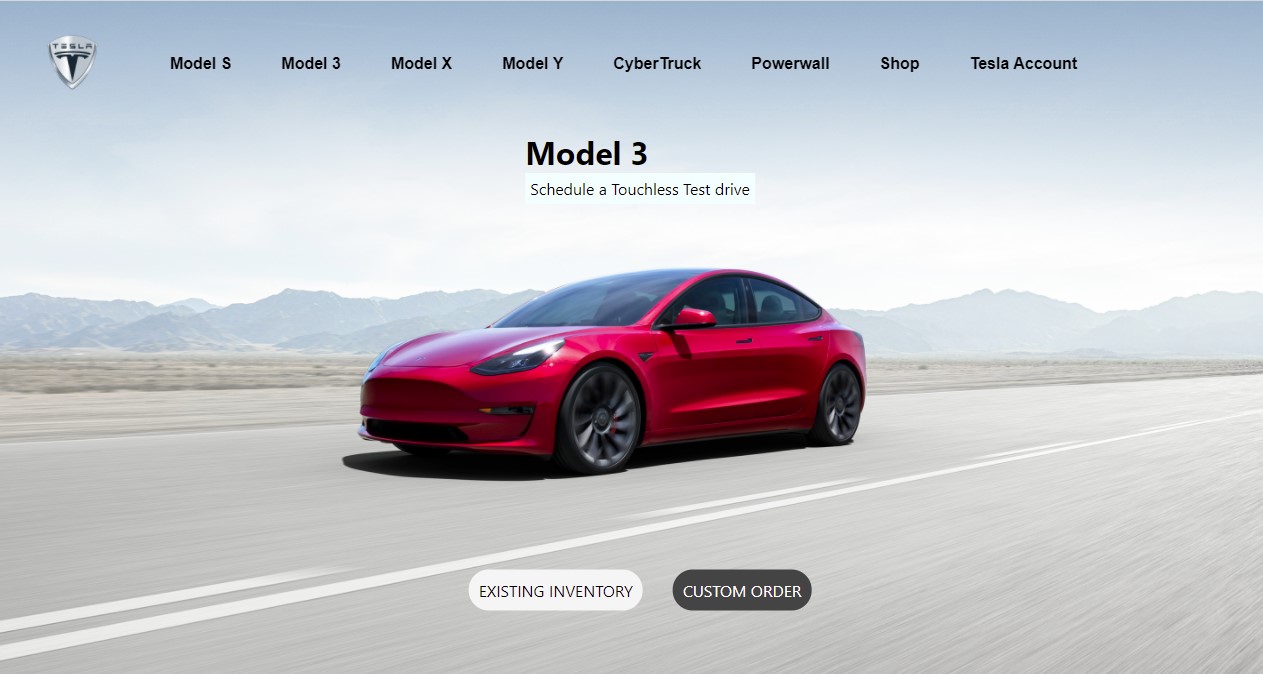 TESLA
Model S Model 3 Model X Model Y CyberTruck Powerwall Shop Tesla Account
Model 3
Schedule a Touchless Test drive
EXISTING INVENTORY CUSTOM ORDER